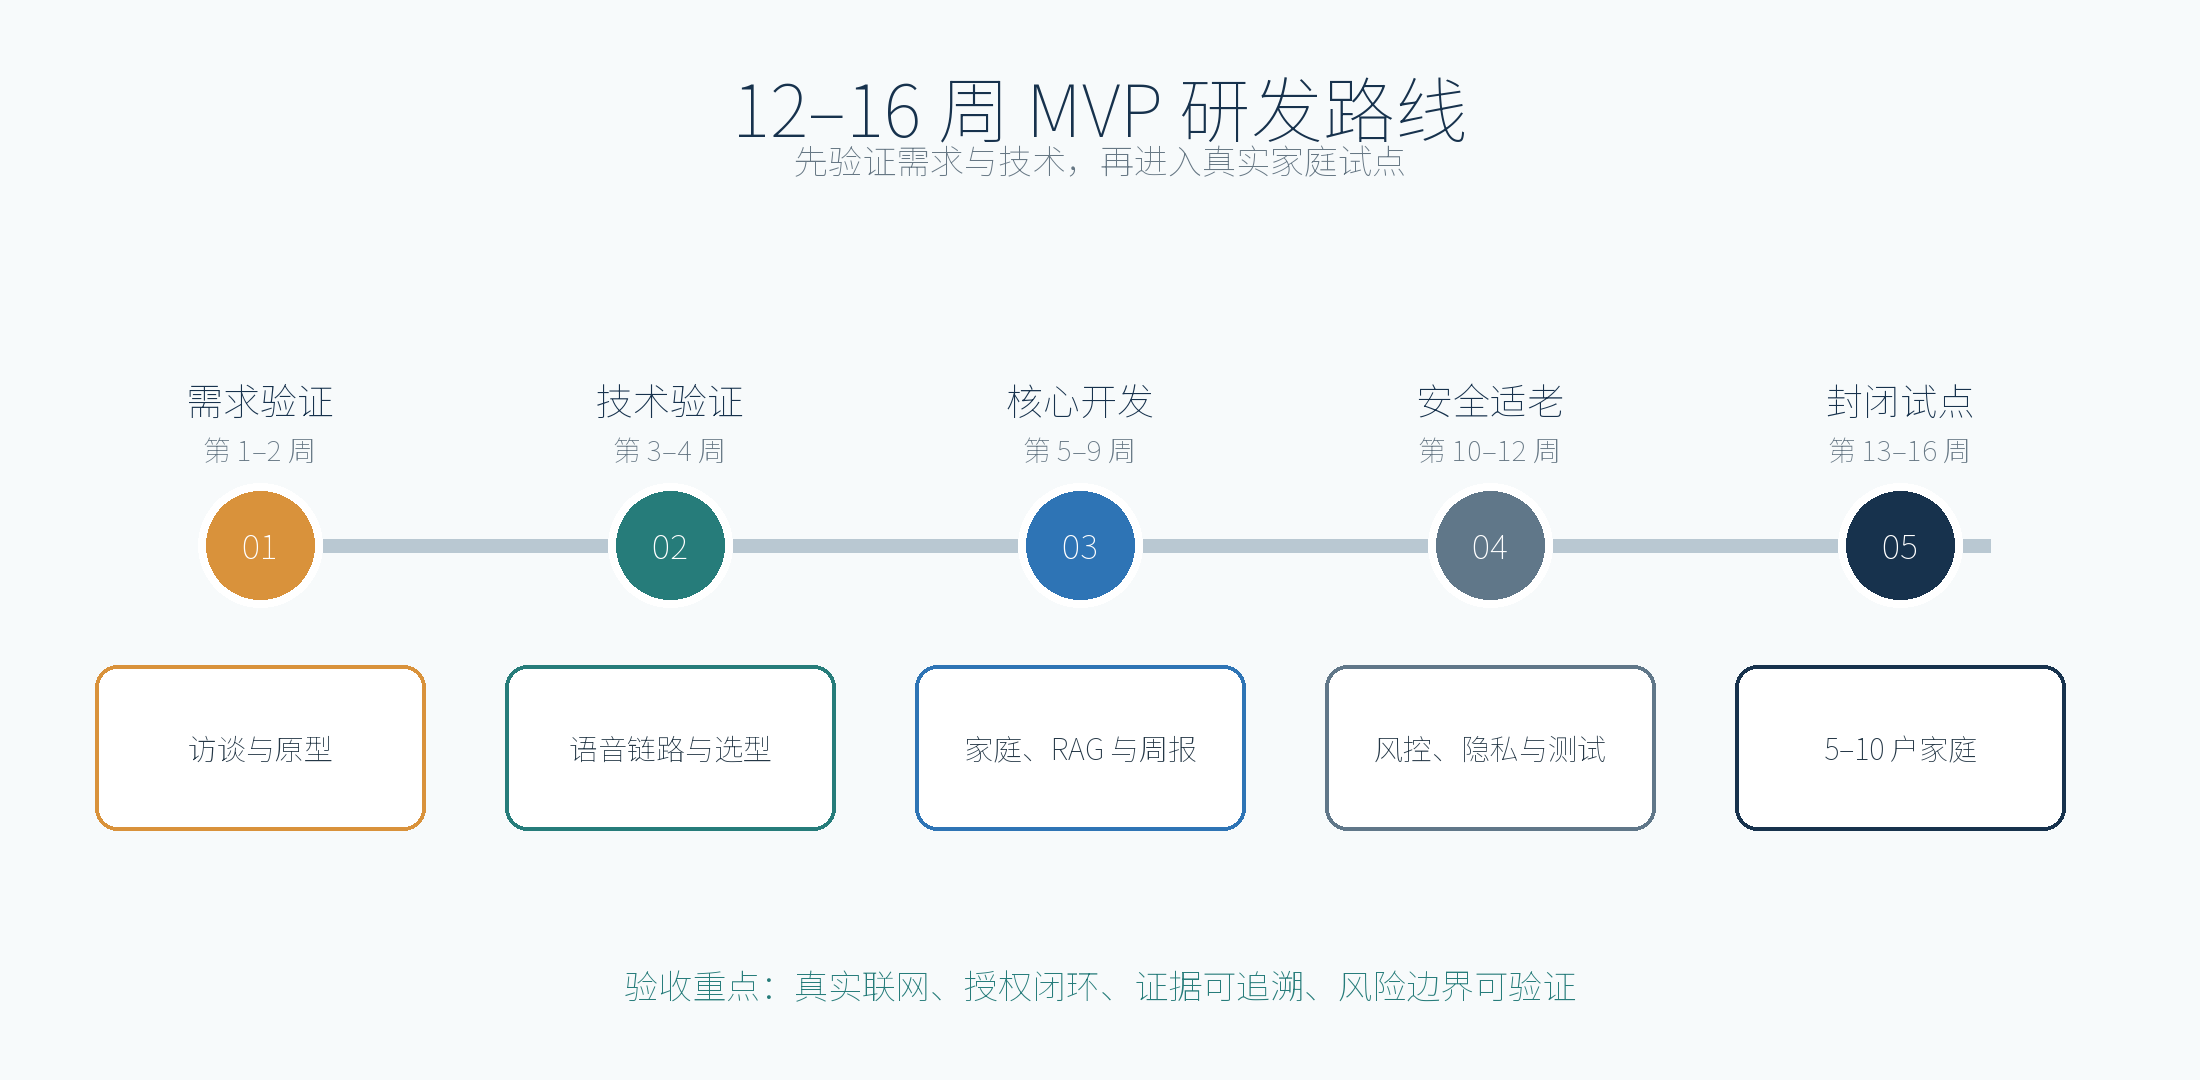 12–16 周 MVP 研发路线
先验证需求与技术，再进入真实家庭试点
需求验证
第 1–2 周
01
访谈与原型
技术验证
第 3–4 周
02
语音链路与选型
核心开发
第 5–9 周
03
家庭、RAG 与周报
安全适老
第 10–12 周
04
风控、隐私与测试
封闭试点
第 13–16 周
05
5–10 户家庭
验收重点：真实联网、授权闭环、证据可追溯、风险边界可验证